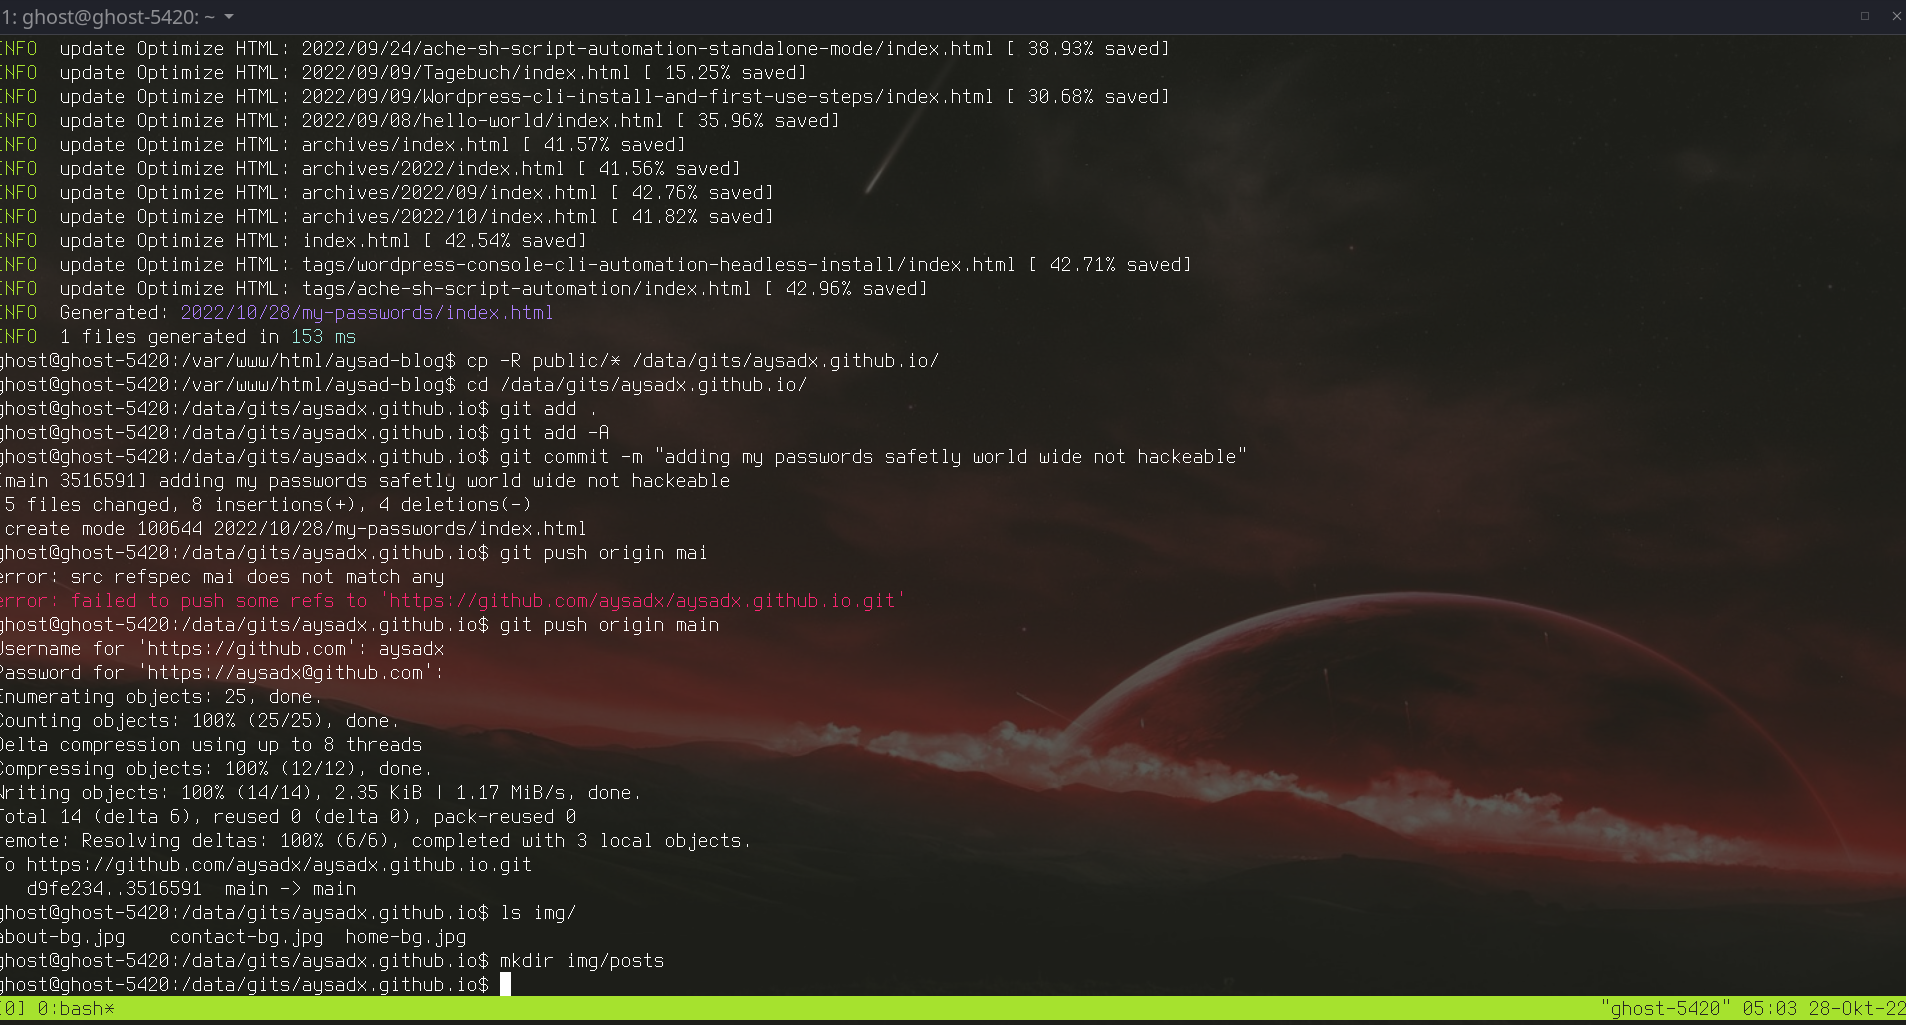 1: ghost@ghost-5420: ~
INFO  update Optimize HTML: 2022/09/24/ache-sh-script-automation-standalone-mode/index.html [ 38.93% saved]
INFO  update Optimize HTML: 2022/09/09/Tagebuch/index.html [ 15.25% saved]
INFO  update Optimize HTML: 2022/09/09/Wordpress-cli-install-and-first-use-steps/index.html [ 30.68% saved]
INFO  update Optimize HTML: 2022/09/08/hello-world/index.html [ 35.96% saved]
INFO  update Optimize HTML: archives/index.html [ 41.57% saved]
INFO  update Optimize HTML: archives/2022/index.html [ 41.56% saved]
INFO  update Optimize HTML: archives/2022/09/index.html [ 42.76% saved]
INFO  update Optimize HTML: archives/2022/10/index.html [ 41.82% saved]
INFO  update Optimize HTML: index.html [ 42.54% saved]
INFO  update Optimize HTML: tags/wordpress-console-cli-automation-headless-install/index.html [ 42.71% saved]
INFO  update Optimize HTML: tags/ache-sh-script-automation/index.html [ 42.96% saved]
INFO  Generated: 2022/10/28/my-passwords/index.html
INFO  1 files generated in 153 ms
ghost@ghost-5420:/var/www/html/aysad-blog$ cp -R public/* /data/gits/aysadx.github.io/
ghost@ghost-5420:/var/www/html/aysad-blog$ cd /data/gits/aysadx.github.io/
ghost@ghost-5420:/data/gits/aysadx.github.io$ git add .
ghost@ghost-5420:/data/gits/aysadx.github.io$ git add -A
ghost@ghost-5420:/data/gits/aysadx.github.io$ git commit -m "adding my passwords safetly world wide not hackeable"
[main 3516591] adding my passwords safetly world wide not hackeable
 5 files changed, 8 insertions(+), 4 deletions(-)
 create mode 100644 2022/10/28/my-passwords/index.html
ghost@ghost-5420:/data/gits/aysadx.github.io$ git push origin mai
error: src refspec mai does not match any
error: failed to push some refs to 'https://github.com/aysadx/aysadx.github.io.git'
ghost@ghost-5420:/data/gits/aysadx.github.io$ git push origin main
Username for 'https://github.com': aysadx
Password for 'https://aysadx@github.com':
Enumerating objects: 25, done.
Counting objects: 100% (25/25), done.
Delta compression using up to 8 threads
Compressing objects: 100% (12/12), done.
Writing objects: 100% (14/14), 2.35 KiB | 1.17 MiB/s, done.
Total 14 (delta 6), reused 0 (delta 0), pack-reused 0
remote: Resolving deltas: 100% (6/6), completed with 3 local objects.
To https://github.com/aysadx/aysadx.github.io.git
   d9fe234..3516591  main -> main
ghost@ghost-5420:/data/gits/aysadx.github.io$ ls img/
about-bg.jpg    contact-bg.jpg  home-bg.jpg
ghost@ghost-5420:/data/gits/aysadx.github.io$ mkdir img/posts
ghost@ghost-5420:/data/gits/aysadx.github.io$
[0] 0:bash* "ghost-5420" 05:03 28-Okt-22